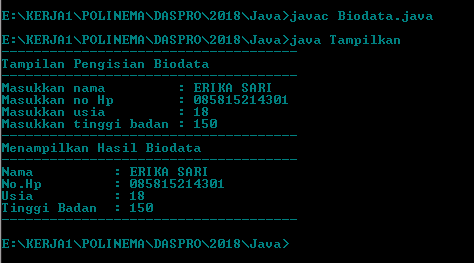 E:\KERJA1\POLINEMA\DASPRO\2018\Java>javac Biodata.java
E:\KERJA1\POLINEMA\DASPRO\2018\Java>java Tampilkan
-------------------------------------
Tampilan Pengisian Biodata
-------------------------------------
Masukkan nama         : ERIKA SARI
Masukkan no Hp        : 085815214301
Masukkan usia         : 18
Masukkan tinggi badan : 150
-------------------------------------
Menampilkan Hasil Biodata
-------------------------------------
Nama          : ERIKA SARI
No.Hp         : 085815214301
Usia          : 18
Tinggi Badan  : 150
-------------------------------------
E:\KERJA1\POLINEMA\DASPRO\2018\Java>